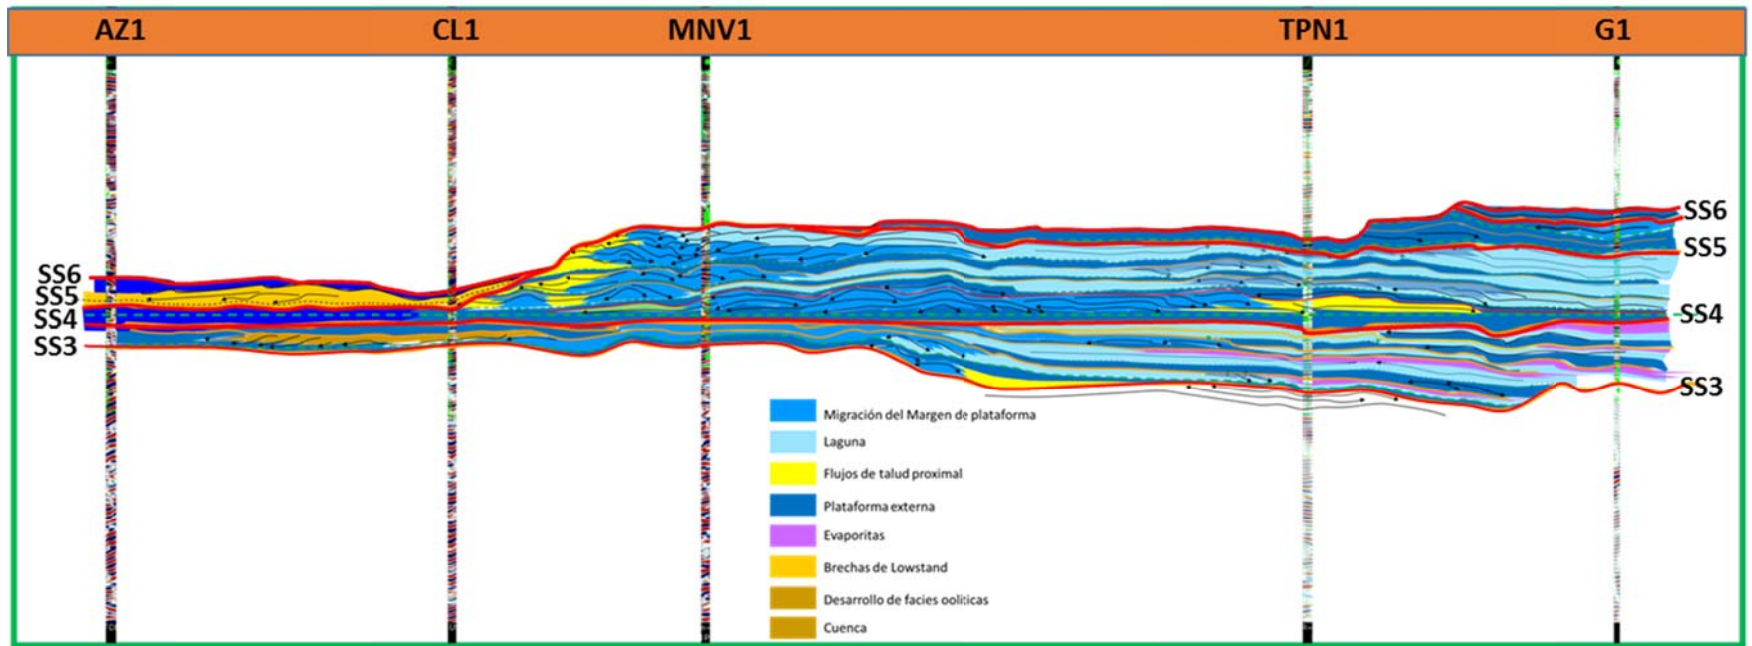 AZ1 CL1 MNV1 TPN1 G1
SS6 SS6
SS5 SS5
SS4 SS4
SS3 SS3
Migración del Margen de plataforma
Laguna
Flujos de talud proximal
Plataforma externa
Evaporitas
Brechas de Lowstand
Desarrollo de facies oolíticas
Cuenca